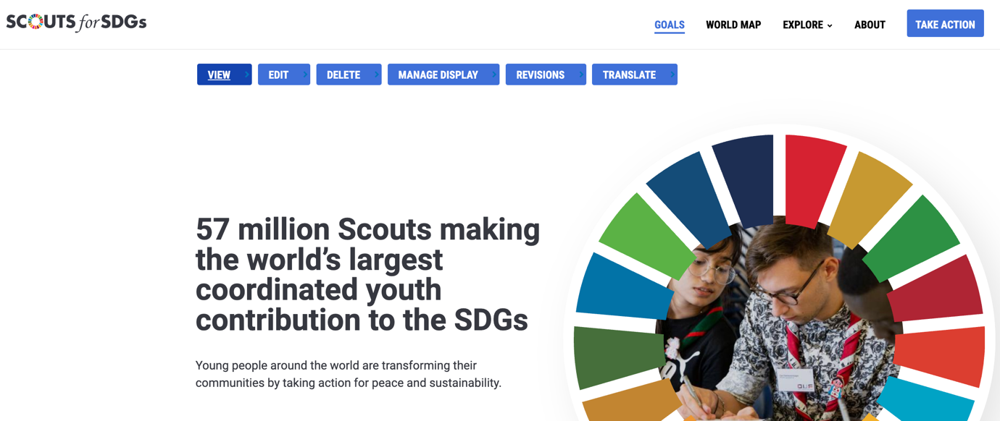 SCOUTS for SDGs
GOALS
WORLD MAP
EXPLORE
ABOUT
TAKE ACTION
VIEW
EDIT
DELETE
MANAGE DISPLAY
REVISIONS
TRANSLATE
57 million Scouts making
the world’s largest
coordinated youth
contribution to the SDGs
Young people around the world are transforming their
communities by taking action for peace and sustainability.